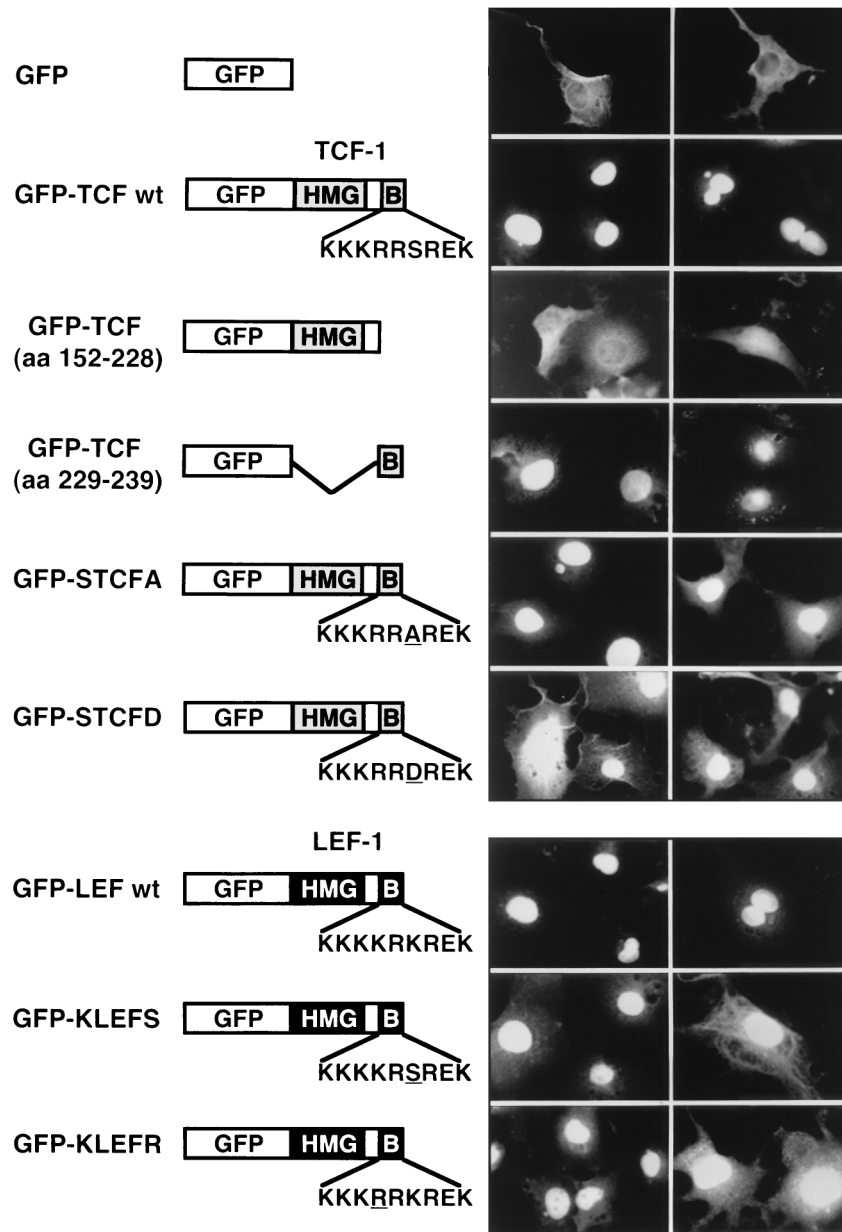 GFP
GFP
TCF-1
GFP-TCF wt
GFP HMG B
KKKRRSREK
GFP-TCF
(aa 152-228)
GFP HMG
GFP-TCF
(aa 229-239)
GFP B
GFP-STCFA
GFP HMG B
KKKRRAREK
GFP-STCFD
GFP HMG B
KKKRRDREK
LEF-1
GFP-LEF wt
GFP HMG B
KKKKRKREK
GFP-KLEFS
GFP HMG B
KKKKRSREK
GFP-KLEFR
GFP HMG B
KKKRRKREK